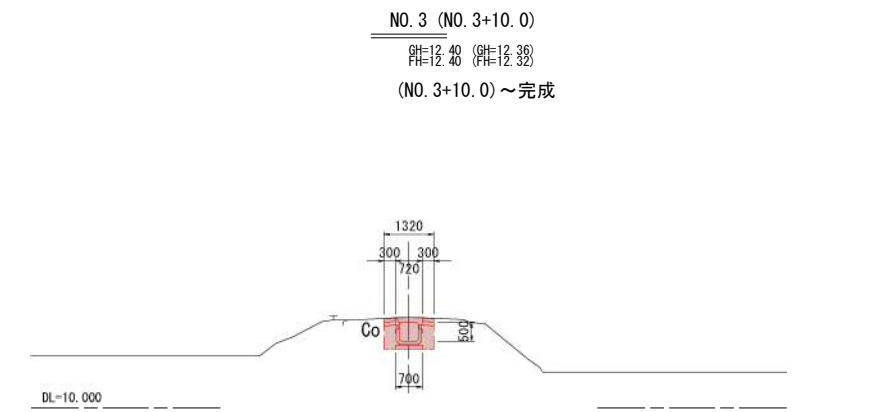 NO.3 (NO.3+10.0)
GH=12.40 (GH=12.36)
FH=12.40 (FH=12.32)
(NO.3+10.0)～完成
1320
300 300
720
Co
500
700
DL=10.000